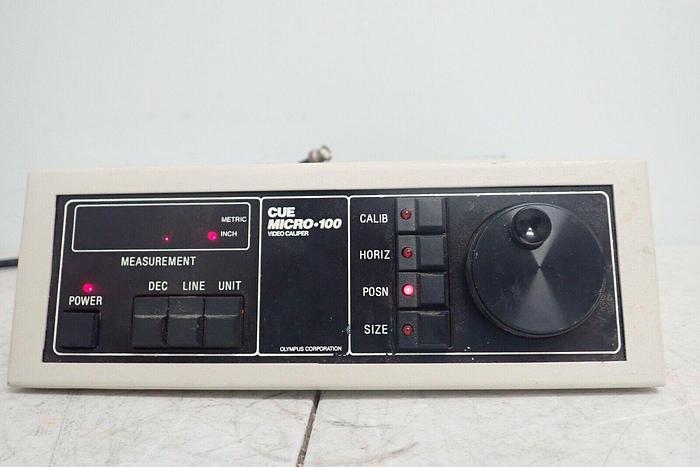 METRIC
INCH
MEASUREMENT
POWER
DEC LINE UNIT
CUE
MICRO-100
VIDEO CALIPER
OLYMPUS CORPORATION
CALIB
HORIZ
POSN
SIZE